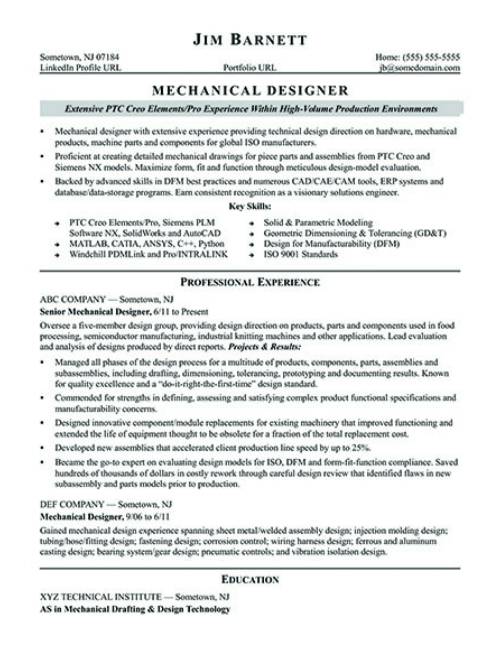 JIM BARNETT
Sometown, NJ 07184 Home: (555) 555-5555
LinkedIn Profile URL Portfolio URL jb@somedomain.com
MECHANICAL DESIGNER
Extensive PTC Creo Elements/Pro Experience Within High-Volume Production Environments
• Mechanical designer with extensive experience providing technical design direction on hardware, mechanical
products, machine parts and components for global ISO manufacturers.
• Proficient at creating detailed mechanical drawings for piece parts and assemblies from PTC Creo and
Siemens NX models. Maximize form, fit and function through meticulous design-model evaluation.
• Backed by advanced skills in DFM best practices and numerous CAD/CAE/CAM tools, ERP systems and
database/data-storage programs. Earn consistent recognition as a visionary solutions engineer.
Key Skills:
➔ PTC Creo Elements/Pro, Siemens PLM
Software NX, SolidWorks and AutoCAD
➔ MATLAB, CATIA, ANSYS, C++, Python
➔ Windchill PDMLink and Pro/INTRALINK
➔ Solid & Parametric Modeling
➔ Geometric Dimensioning & Tolerancing (GD&T)
➔ Design for Manufacturability (DFM)
➔ ISO 9001 Standards
PROFESSIONAL EXPERIENCE
ABC COMPANY — Sometown, NJ
Senior Mechanical Designer, 6/11 to Present
Oversee a five-member design group, providing design direction on products, parts and components used in food
processing, semiconductor manufacturing, industrial knitting machines and other applications. Lead evaluation
and analysis of designs produced by direct reports. Projects & Results:
• Managed all phases of the design process for a multitude of products, components, parts, assemblies and
subassemblies, including drafting, dimensioning, tolerancing, prototyping and document detailing. Known
for quality excellence and a “do-it-right-the-first-time” design standard.
• Commended for strengths in defining, assessing and satisfying complex product functional specifications and
manufacturability concerns.
• Designed innovative component/module replacements for existing machinery that improved functioning and
extended the life of equipment thought to be obsolete for a fraction of the total replacement cost.
• Developed new assemblies that accelerated client production line speed by up to 25%.
• Became the go-to expert on evaluating design models for ISO, DFM and form-fit-function compliance. Saved
hundreds of thousands of dollars in costly rework through careful design review that identified flaws in new
subassembly and parts models prior to production.
DEF COMPANY — Sometown, NJ
Mechanical Designer, 9/06 to 6/11
Gained mechanical design experience spanning sheet metal/welded assembly design; injection molding design;
tubing/hose/fitting design; fastening design; corrosion control; wiring harness design; ferrous and aluminum
casting design; bearing system/gear design; pneumatic controls; and vibration isolation design.
EDUCATION
XYZ TECHNICAL INSTITUTE — Sometown, NJ
AS in Mechanical Drafting & Design Technology